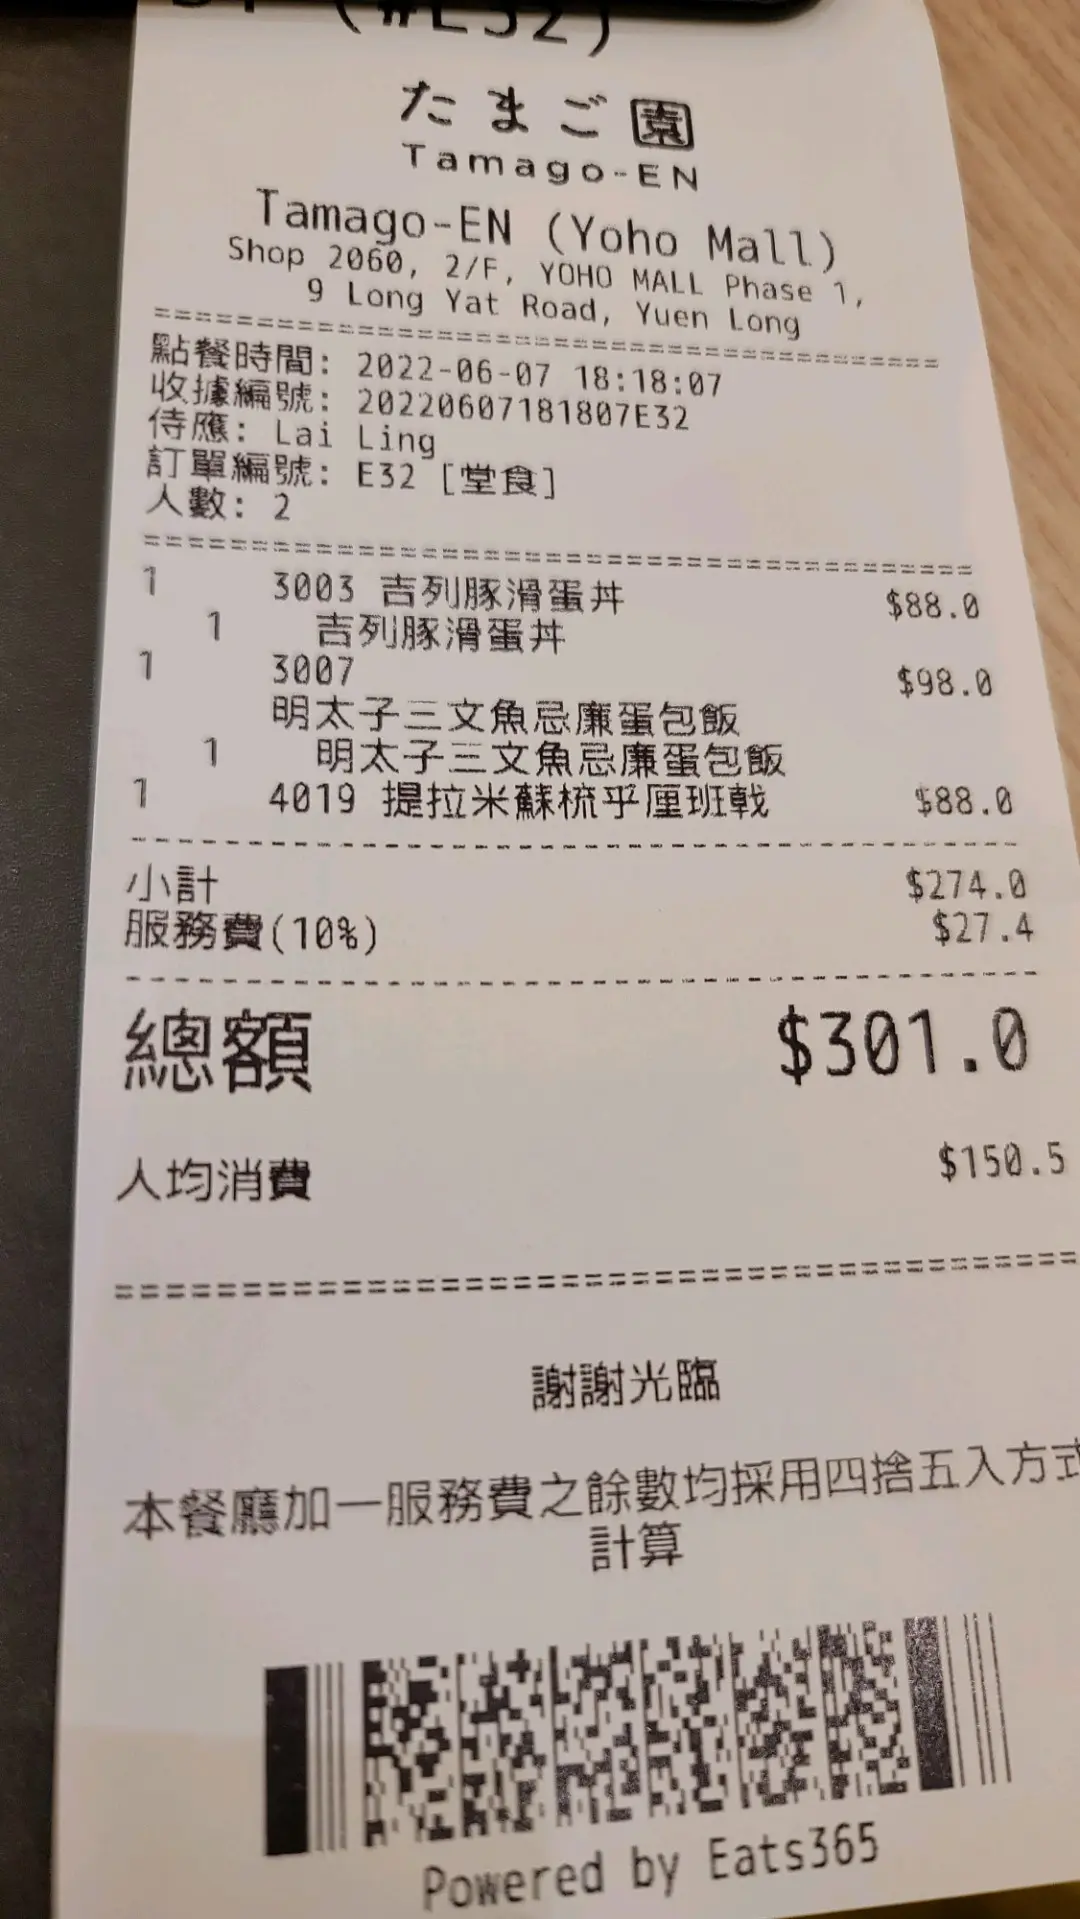 (#E32)
たまご園
Tamago-EN
Tamago-EN (Yoho Mall)
Shop 2060, 2/F, YOHO MALL Phase 1,
9 Long Yat Road, Yuen Long
點餐時間: 2022-06-07 18:18:07
收據編號: 20220607181807E32
侍應: Lai Ling
訂單編號: E32 [堂食]
人數: 2
1 3003 吉列豚滑蛋丼 $88.0
1 吉列豚滑蛋丼
1 3007 $98.0
明太子三文魚忌廉蛋包飯
1 明太子三文魚忌廉蛋包飯
1 4019 提拉米蘇梳乎厘班戟 $88.0
小計 $274.0
服務費(10%) $27.4
總額 $301.0
人均消費 $150.5
謝謝光臨
本餐廳加一服務費之餘數均採用四捨五入方式
計算
Powered by Eats365